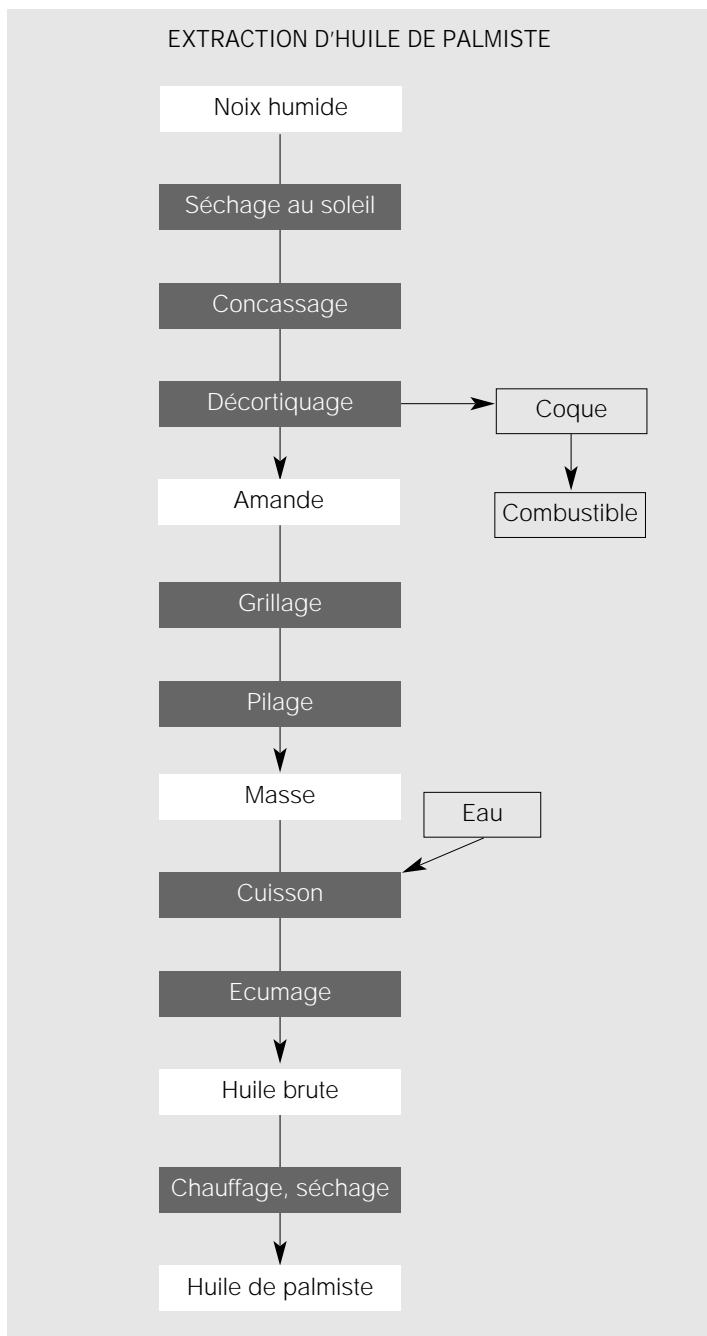 EXTRACTION D'HUILE DE PALMISTE
Noix humide
Séchage au soleil
Concassage
Décortiquage
Coque
Combustible
Amande
Grillage
Pilage
Masse
Eau
Cuisson
Ecumage
Huile brute
Chauffage, séchage
Huile de palmiste